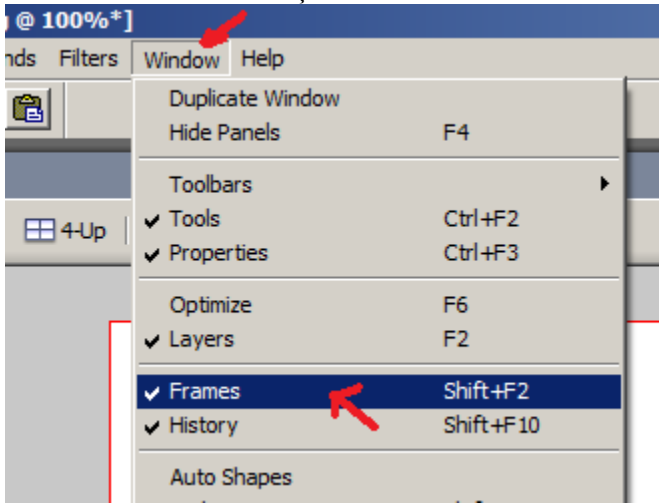 @ 100%*]
nds Filters Window Help
Duplicate Window
Hide Panels F4
Toolbars
Tools Ctrl+F2
4-Up
Properties Ctrl+F3
Optimize F6
Layers F2
Frames Shift+F2
History Shift+F10
Auto Shapes